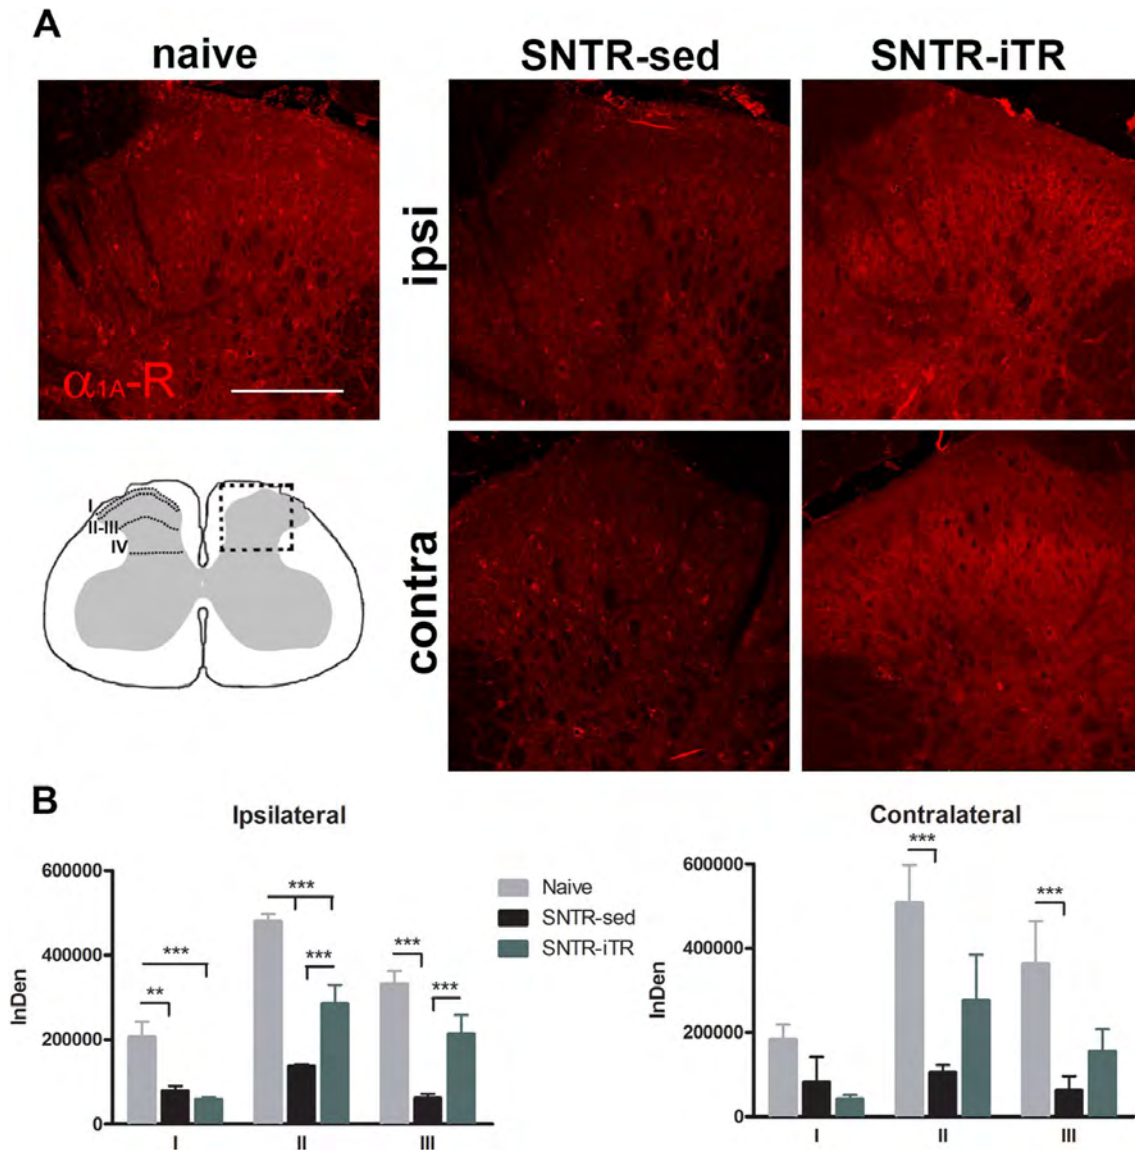 A
naive
SNTR-sed
SNTR-iTR
ipsi
α1A-R
I
II-III
IV
contra
B
Ipsilateral
Contralateral
InDen
600000
400000
200000
0
**
***
***
***
***
***
I
II
III
Naive
SNTR-sed
SNTR-iTR
InDen
600000
400000
200000
0
***
***
I
II
III